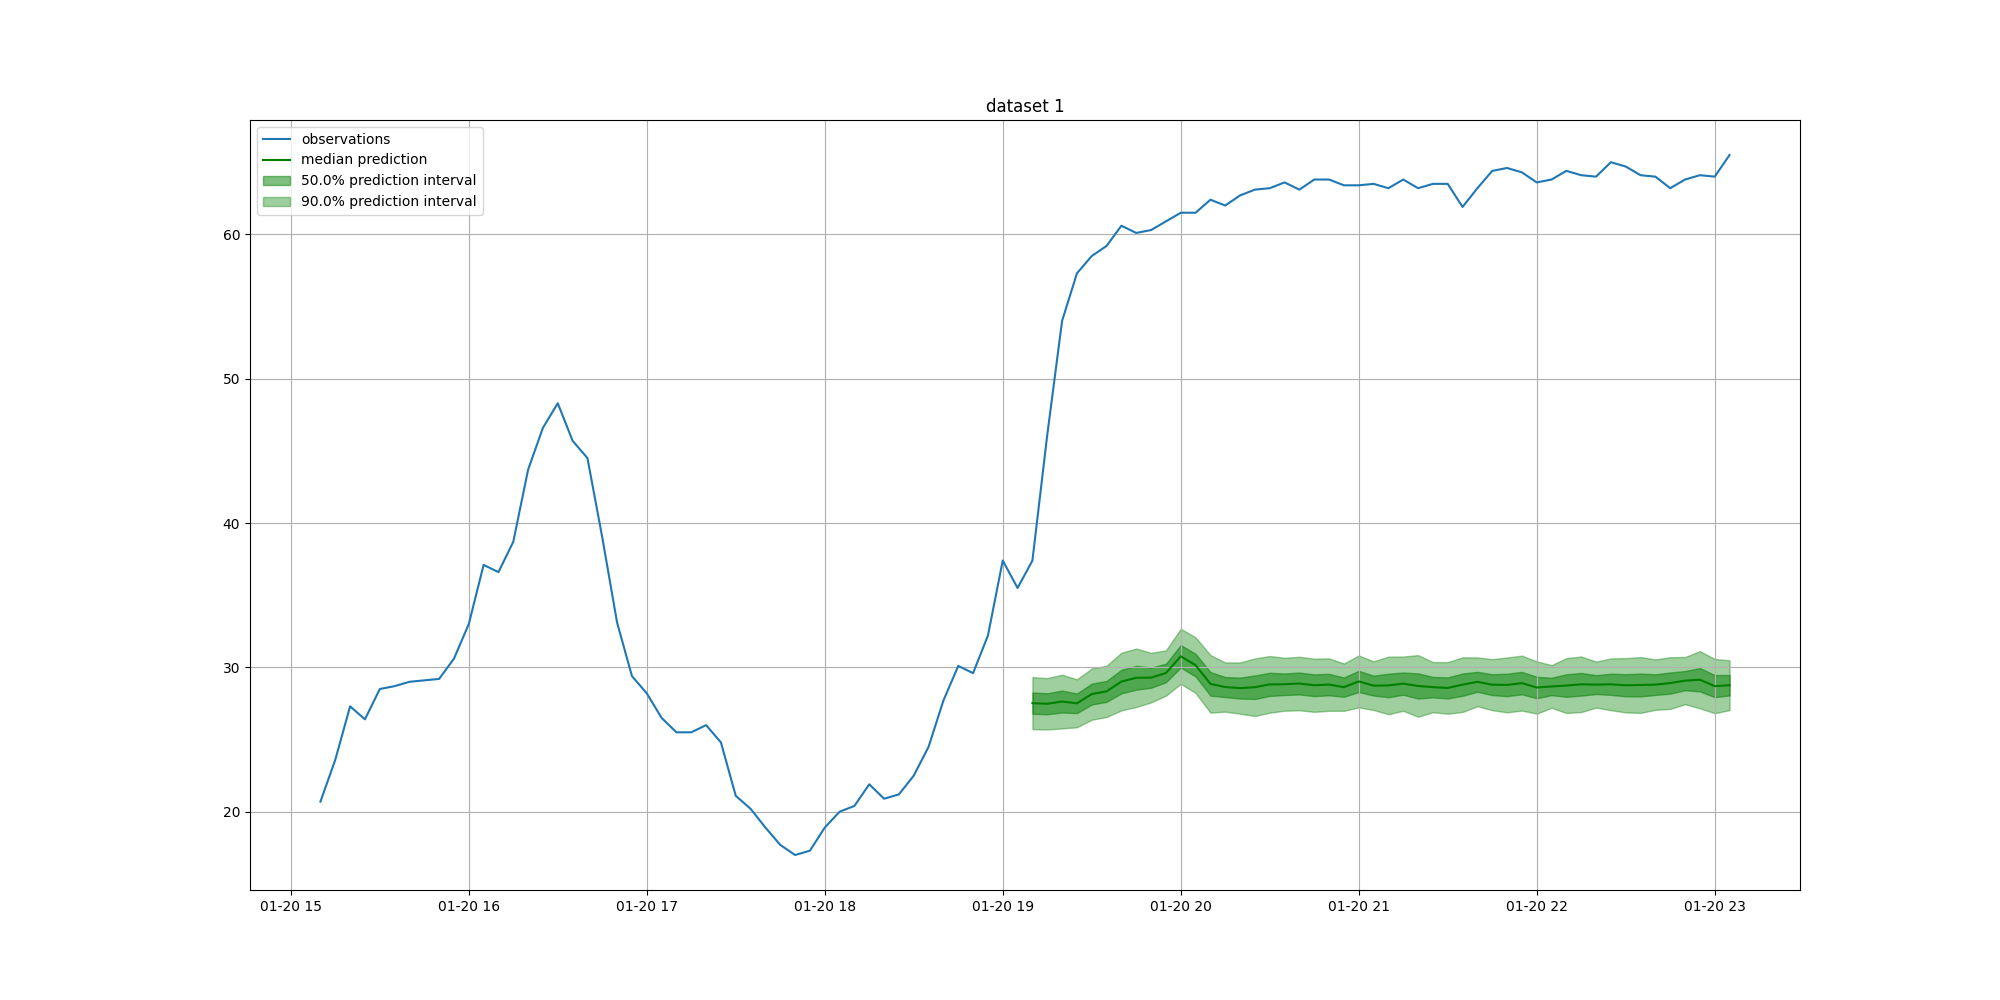 dataset 1
observations
median prediction
50.0% prediction interval
90.0% prediction interval
60
50
40
30
20
01-20 15
01-20 16
01-20 17
01-20 18
01-20 19
01-20 20
01-20 21
01-20 22
01-20 23